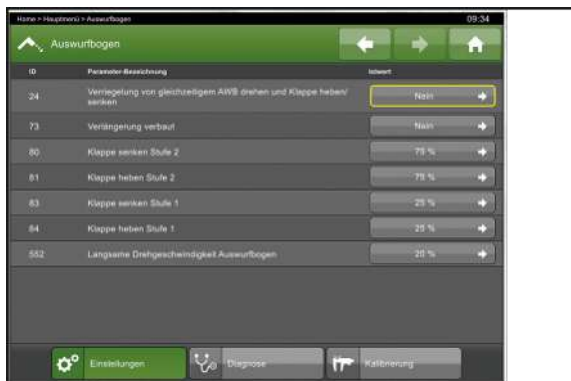 Home > Hauptmenü > Auswurfbogen 09:34
Auswurfbogen
ID Parameter-Bezeichnung Istwert
24 Verriegelung von gleichzeitigem AWB drehen und Klappe heben/ Nein
senken
73 Verlängerung verbaut Nein
80 Klappe senken Stufe 2 75 %
81 Klappe heben Stufe 2 75 %
83 Klappe senken Stufe 1 25 %
84 Klappe heben Stufe 1 25 %
552 Langsame Drehgeschwindigkeit Auswurfbogen 20 %
Einstellungen Diagnose Kalibrierung